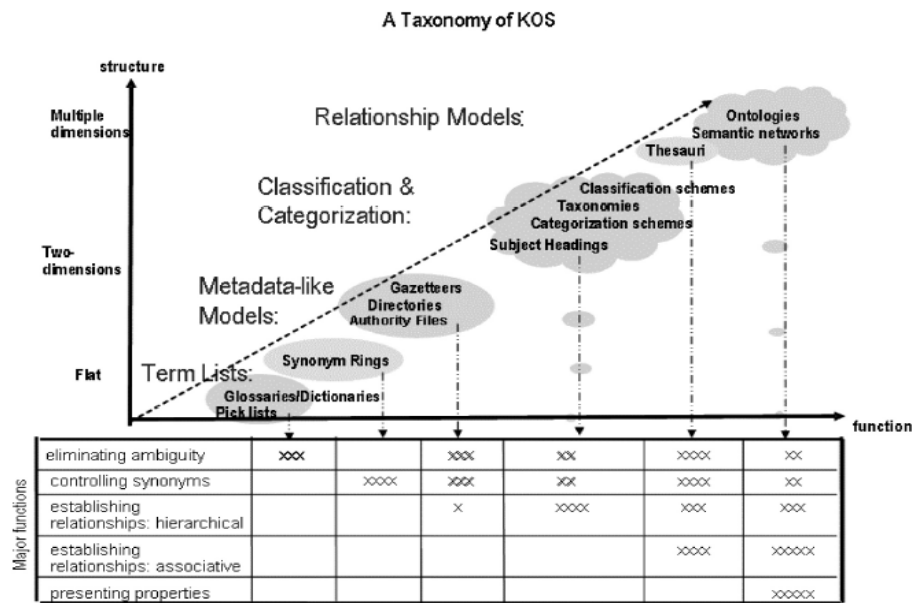 A Taxonomy of KOS
structure
Multiple
dimensions
Relationship Models:
Ontologies
Semantic networks
Thesauri
Classification &
Categorization:
Classification schemes
Taxonomies
Categorization schemes
Subject Headings
Two-
dimensions
Metadata-like
Models:
Gazetteers
Directories
Authority Files
Synonym Rings
Flat
Term Lists:
Glossaries/Dictionaries
Pick lists
function
Major functions
eliminating ambiguity xxx xxx xx xxxx xx
controlling synonyms xxxx xxx xx xxxx xx
establishing
relationships: hierarchical x xxxx xxx xxx
establishing
relationships: associative xxxx xxxxx
presenting properties xxxxx